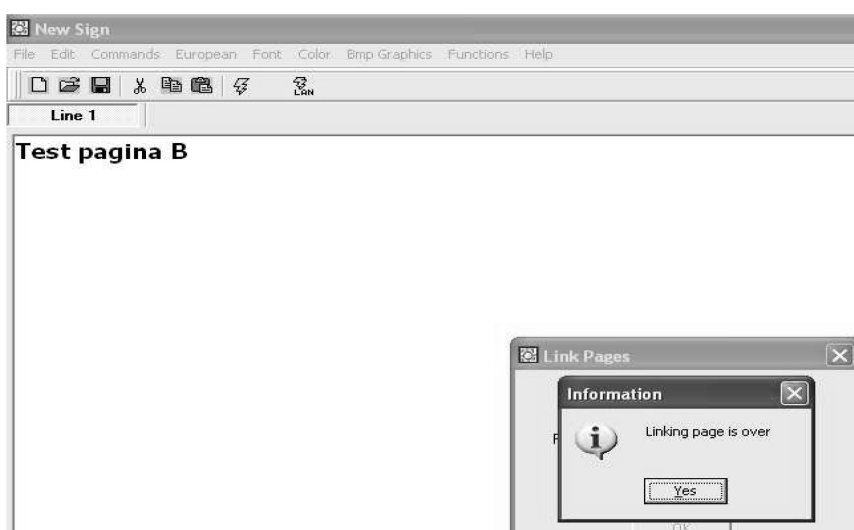 New Sign
File Edit Commands European Font Color Bmp Graphics Functions Help
LAN
Line 1
Test pagina B
Link Pages
Information
Linking page is over
Yes
OK